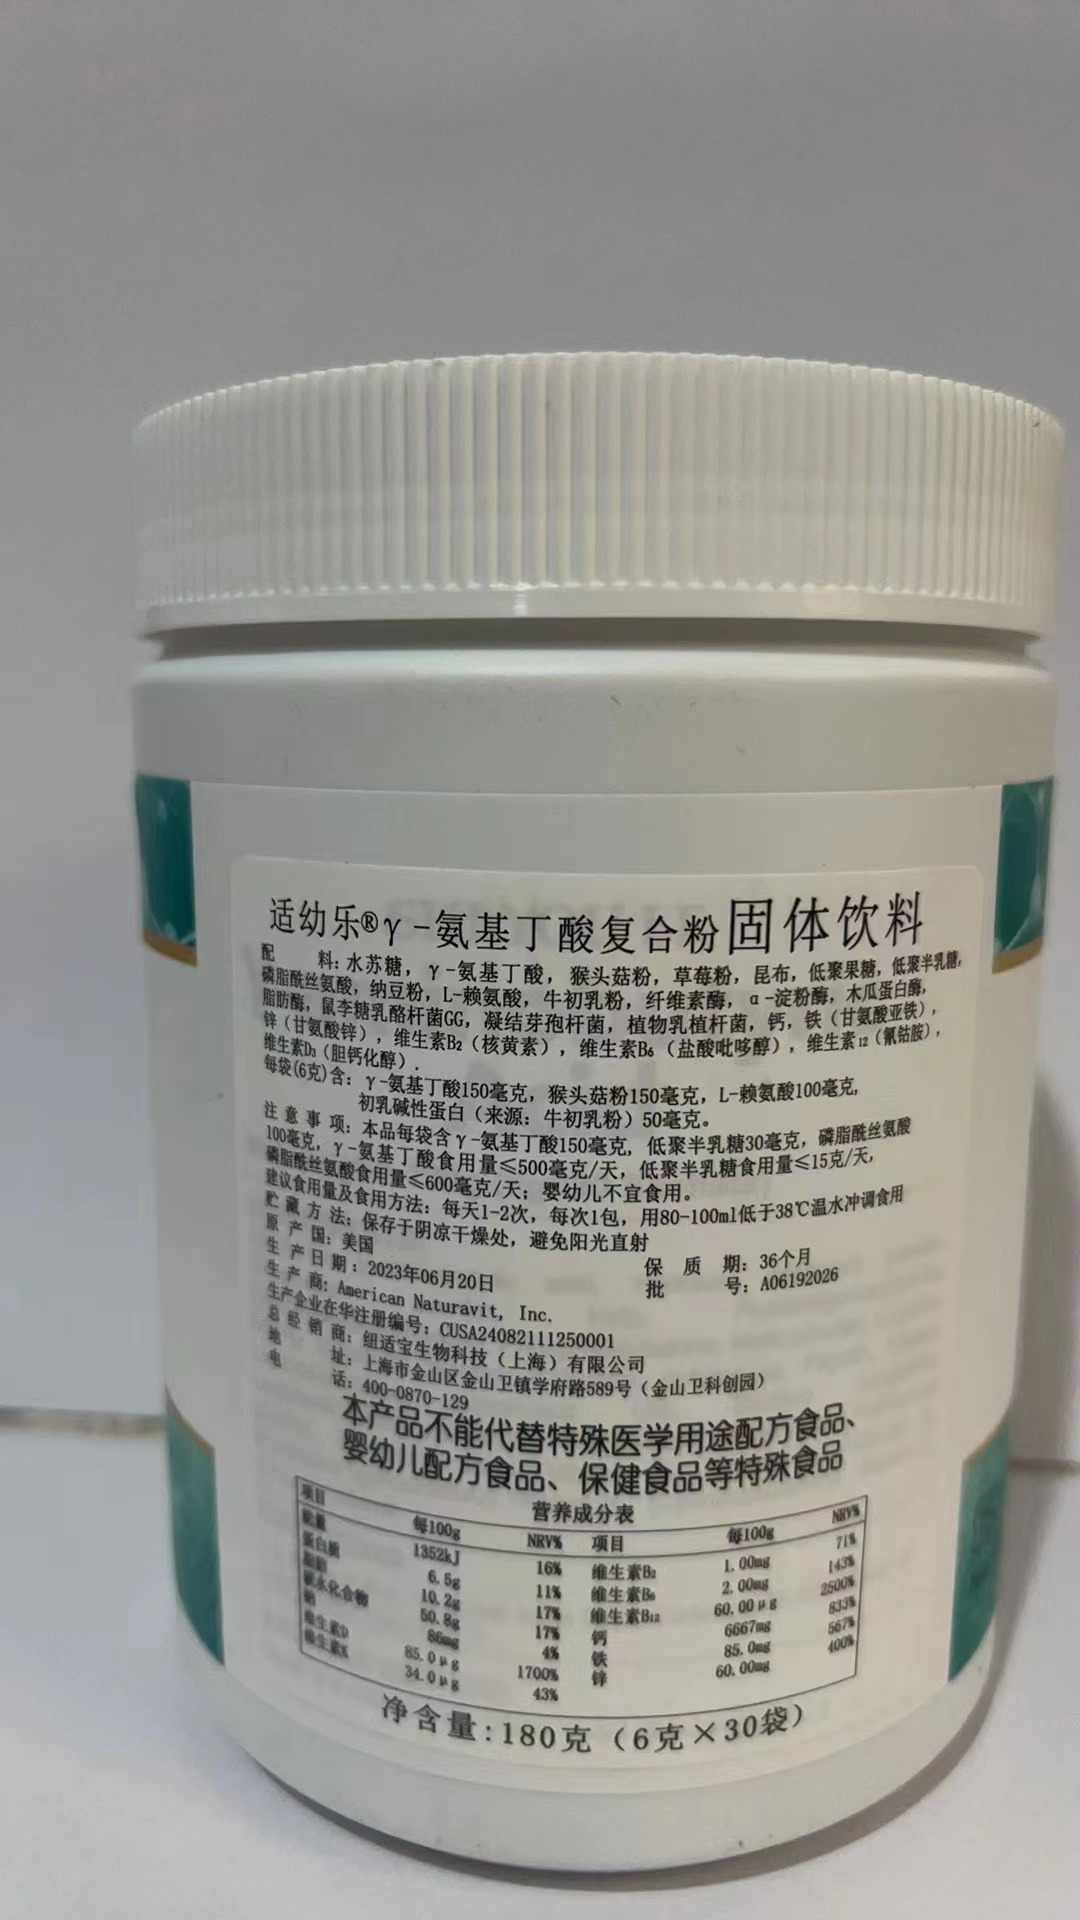 适幼乐®γ-氨基丁酸复合粉固体饮料
配 料:水苏糖，γ-氨基丁酸，猴头菇粉，草莓粉，昆布，低聚果糖，低聚半乳糖，
磷脂酰丝氨酸，纳豆粉，L-赖氨酸，牛初乳粉，纤维素酶，α-淀粉酶，木瓜蛋白酶，
脂肪酶，鼠李糖乳酪杆菌GG，凝结芽孢杆菌，植物乳植杆菌，钙，铁（甘氨酸亚铁），
锌（甘氨酸锌），维生素B₂（核黄素），维生素B₆（盐酸吡哆醇），维生素₁₂（氰钴胺），
维生素D₃（胆钙化醇）.
每袋(6克)含：γ-氨基丁酸150毫克，猴头菇粉150毫克，L-赖氨酸100毫克，
初乳碱性蛋白（来源：牛初乳粉）50毫克。
注 意 事 项：本品每袋含γ-氨基丁酸150毫克，低聚半乳糖30毫克，磷脂酰丝氨酸
100毫克，γ-氨基丁酸食用量≤500毫克/天，低聚半乳糖食用量≤15克/天，
磷脂酰丝氨酸食用量≤600毫克/天；婴幼儿不宜食用。
建议食用量及食用方法：每天1-2次，每次1包，用80-100ml低于38℃温水冲调食用
贮 藏 方 法：保存于阴凉干燥处，避免阳光直射
原 产 国：美国 保 质 期：36个月
生 产 日 期：2023年06月20日 批 号：A06192026
生 产 商：American Naturavit, Inc.
生产企业在华注册编号：CUSA24082111250001
总 经 销 商：纽适宝生物科技（上海）有限公司
地 址：上海市金山区金山卫镇学府路589号（金山卫科创园）
电 话：400-0870-129
本产品不能代替特殊医学用途配方食品、
婴幼儿配方食品、保健食品等特殊食品
营养成分表
项目 每100g NRV% 项目 每100g NRV%
能量 1352kJ 16% 维生素B₂ 1.00mg 71%
蛋白质 6.5g 11% 维生素B₆ 2.00mg 143%
脂肪 10.2g 17% 维生素B₁₂ 60.00μg 2500%
碳水化合物 50.8g 17% 钙 6667mg 833%
钠 86mg 4% 铁 85.0mg 567%
维生素D 85.0μg 1700% 锌 60.00mg 400%
维生素K 34.0μg 43%
净含量:180克（6克×30袋）